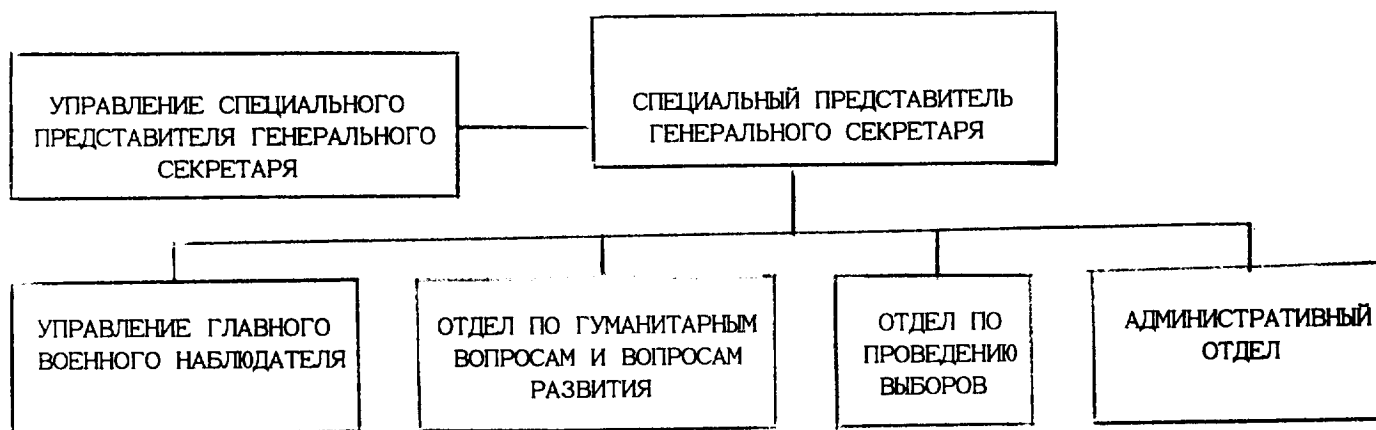 УПРАВЛЕНИЕ СПЕЦИАЛЬНОГО
ПРЕДСТАВИТЕЛЯ ГЕНЕРАЛЬНОГО
СЕКРЕТАРЯ
СПЕЦИАЛЬНЫЙ ПРЕДСТАВИТЕЛЬ
ГЕНЕРАЛЬНОГО СЕКРЕТАРЯ
УПРАВЛЕНИЕ ГЛАВНОГО
ВОЕННОГО НАБЛЮДАТЕЛЯ
ОТДЕЛ ПО ГУМАНИТАРНЫМ
ВОПРОСАМ И ВОПРОСАМ
РАЗВИТИЯ
ОТДЕЛ ПО
ПРОВЕДЕНИЮ
ВЫБОРОВ
АДМИНИСТРАТИВНЫЙ
ОТДЕЛ